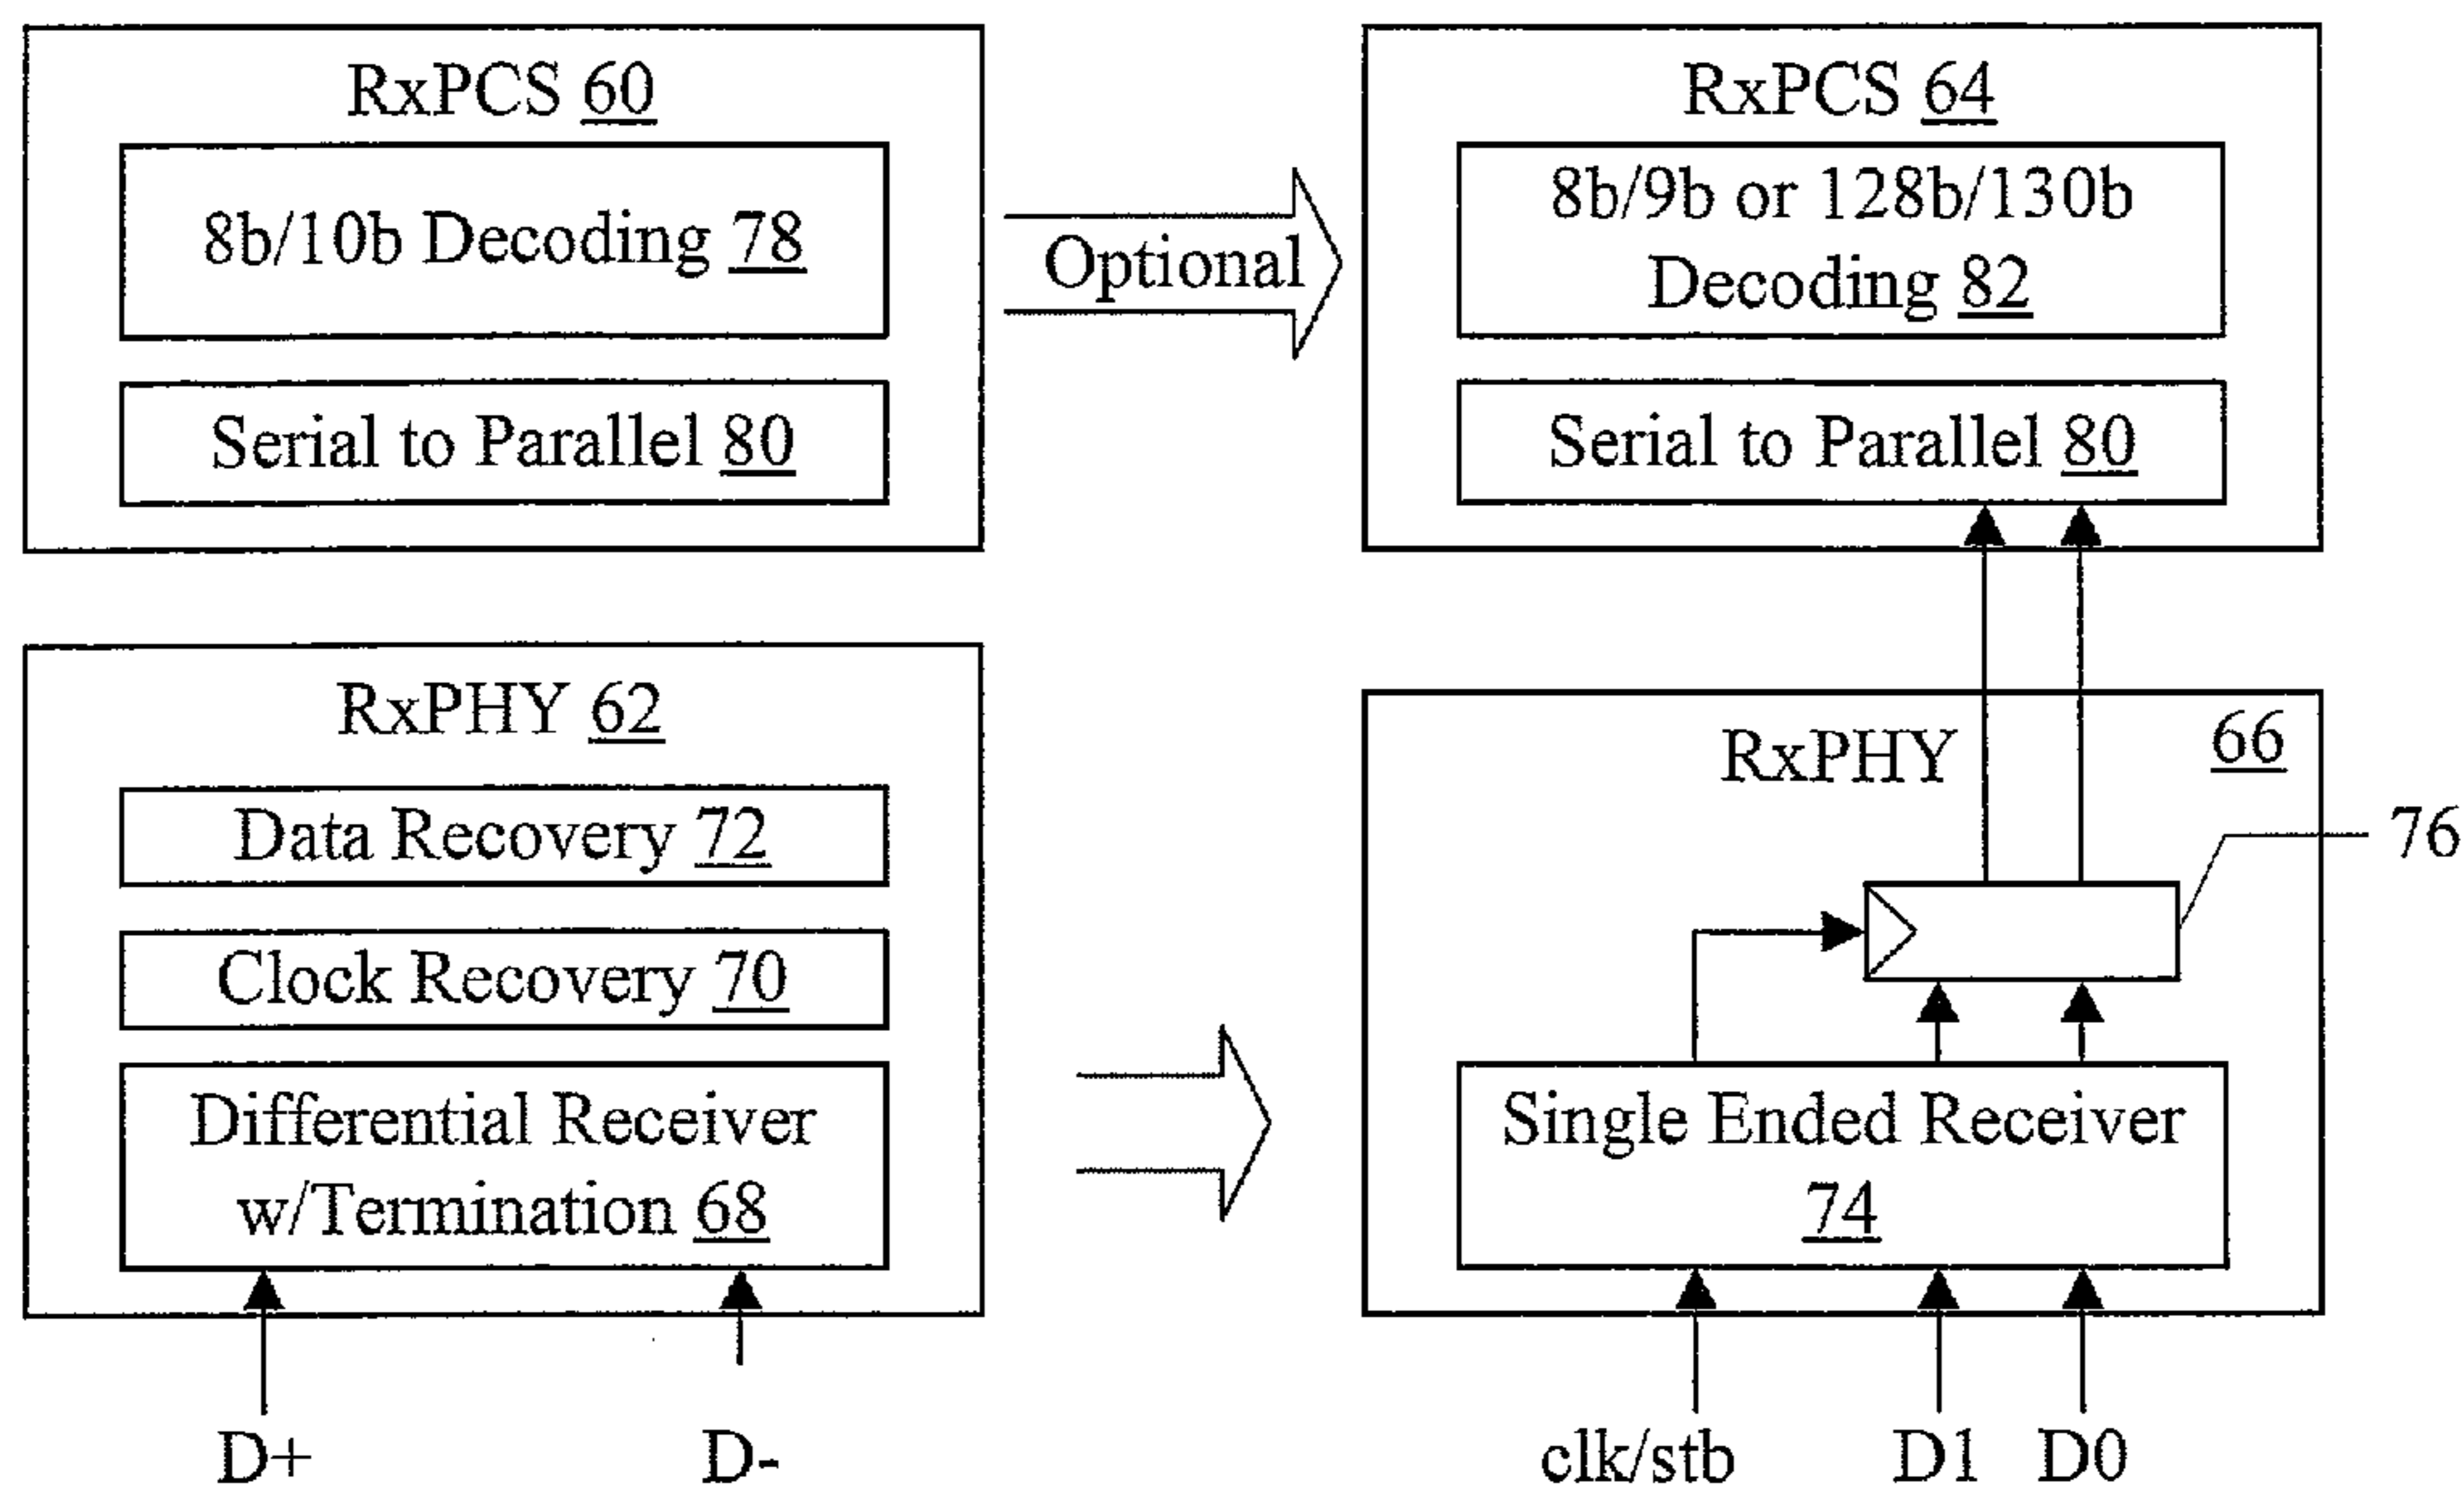 RxPCS 60
8b/10b Decoding 78
Serial to Parallel 80
Optional
RxPCS 64
8b/9b or 128b/130b
Decoding 82
Serial to Parallel 80
RxPHY 62
Data Recovery 72
Clock Recovery 70
Differential Receiver
w/Termination 68
D+
D-
RxPHY
66
76
Single Ended Receiver
74
clk/stb
D1
D0